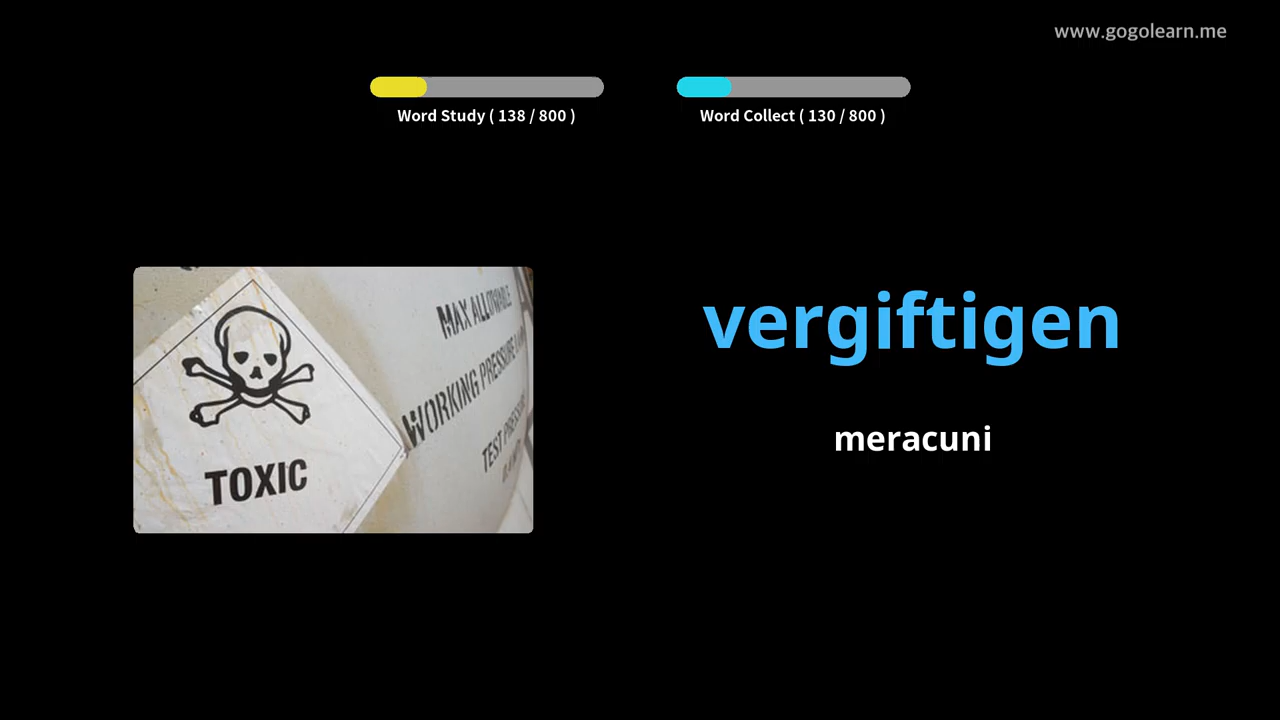 www.gogolearn.me
Word Study ( 138 / 800 )
Word Collect ( 130 / 800 )
MAX ALLOWABLE
WORKING PRESSURE
TEST PRESSURE
TOXIC
vergiftigen
meracuni